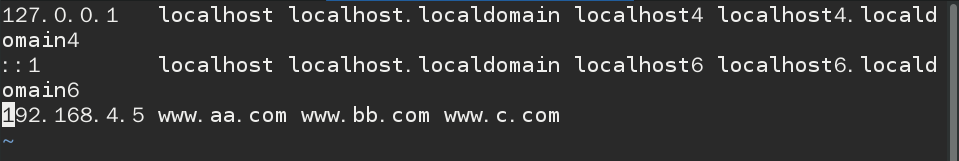 127.0.0.1   localhost localhost.localdomain localhost4 localhost4.locald
omain4
::1         localhost localhost.localdomain localhost6 localhost6.locald
omain6
192.168.4.5 www.aa.com www.bb.com www.c.com
~